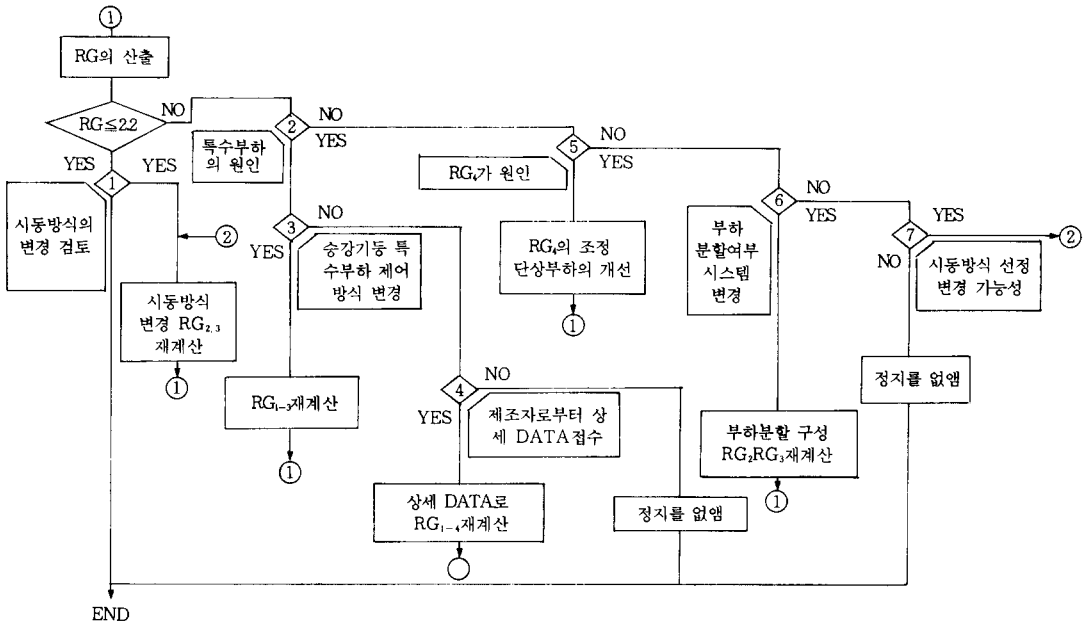 ①
RG의 산출
RG≦2.2
NO
YES
YES
1
시동방식의
변경 검토
②
시동방식
변경 RG₂,₃
재계산
①
2
NO
YES
특수부하
의 원인
3
NO
YES
승강기등 특
수부하 제어
방식 변경
RG₁₋₃재계산
①
4
NO
YES
제조자로부터 상
세 DATA접수
상세 DATA로
RG₁₋₄재계산
정지를 없앰
5
NO
YES
RG₄가 원인
RG₄의 조정
단상부하의 개선
①
6
NO
YES
부하
분할여부
시스템
변경
부하분할 구성
RG₂RG₃재계산
①
7
YES
NO
②
시동방식 선정
변경 가능성
정지를 없앰
END